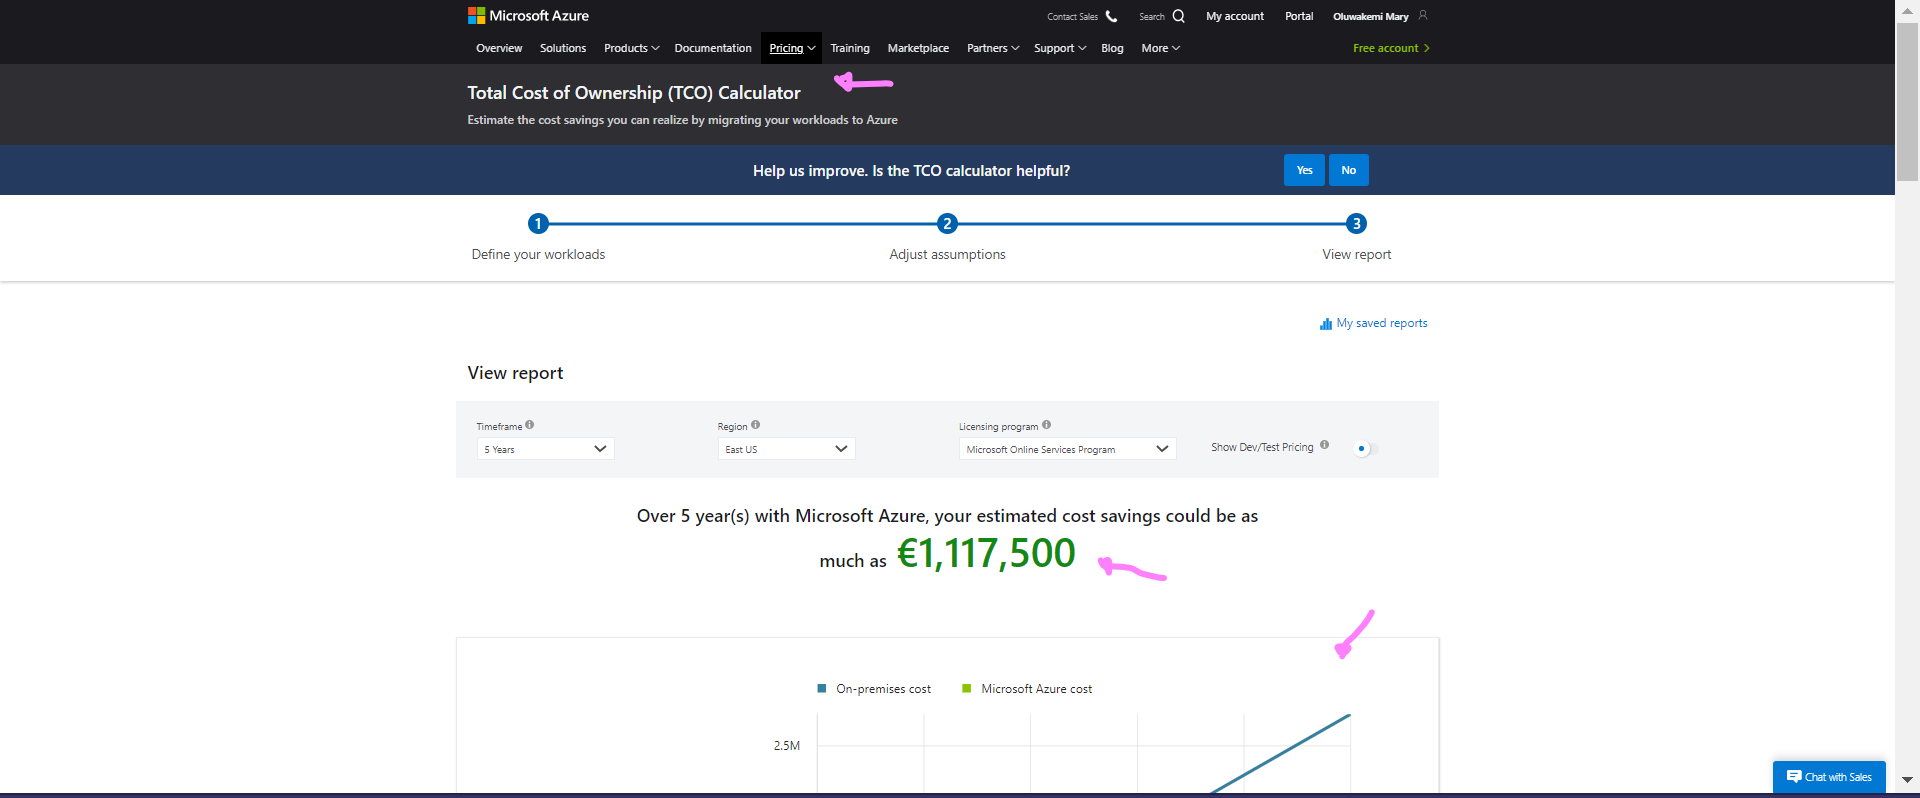 Microsoft Azure
Contact Sales Search My account Portal Oluwakemi Mary
Overview Solutions Products Documentation Pricing Training Marketplace Partners Support Blog More Free account
Total Cost of Ownership (TCO) Calculator
Estimate the cost savings you can realize by migrating your workloads to Azure
Help us improve. Is the TCO calculator helpful? Yes No
1 2 3
Define your workloads Adjust assumptions View report
My saved reports
View report
Timeframe Region Licensing program
Show Dev/Test Pricing
5 Years East US Microsoft Online Services Program
Over 5 year(s) with Microsoft Azure, your estimated cost savings could be as
much as €1,117,500
On-premises cost Microsoft Azure cost
2.5M
Chat with Sales